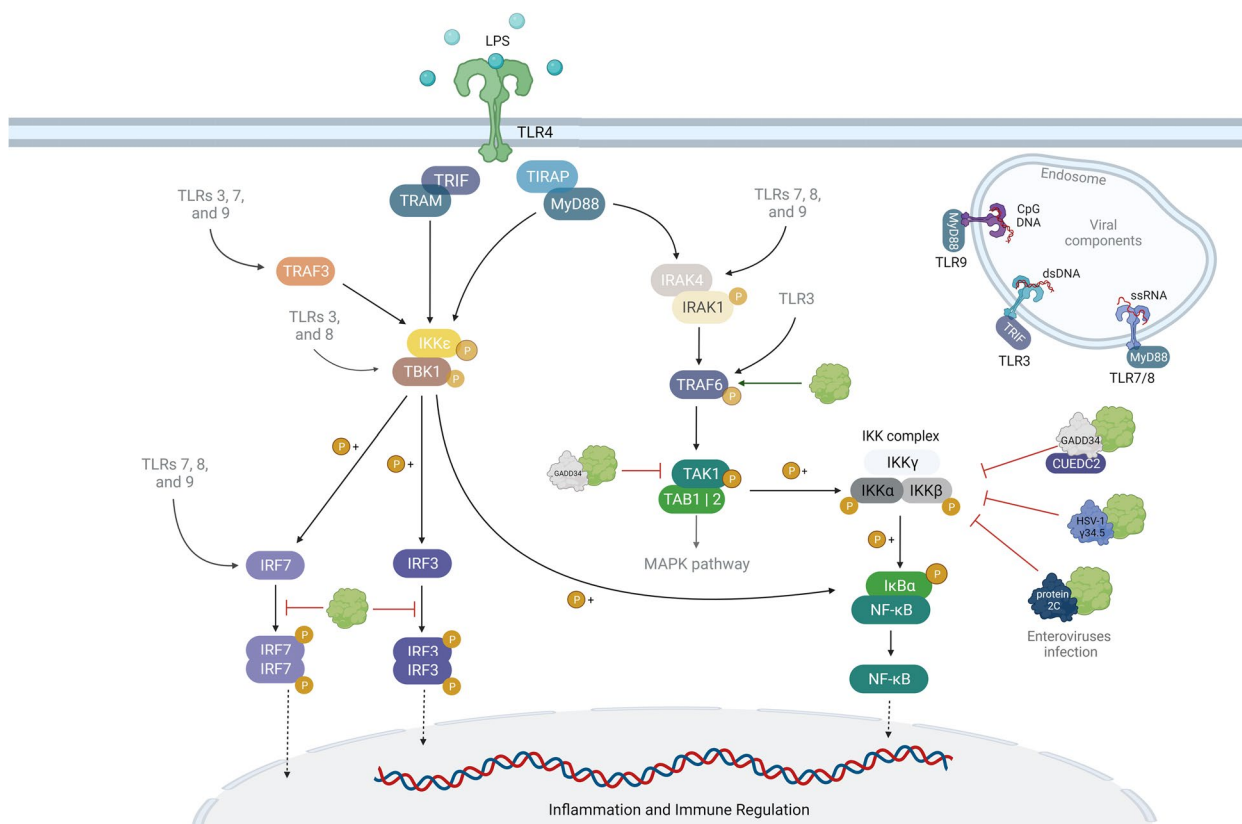 LPS
TLR4
TRIF
TRAM
TIRAP
MyD88
TLRs 3, 7,
and 9
TLRs 7, 8,
and 9
Endosome
CpG
DNA
Viral
components
MyD88
TLR9
dsDNA
TRIF
TLR3
ssRNA
MyD88
TLR7/8
TRAF3
IRAK4
IRAK1
P
TLR3
TLRs 3,
and 8
IKKε
P
TBK1
P
TRAF6
P
P +
P +
TLRs 7, 8,
and 9
GADD34
TAK1
P
TAB1 | 2
P +
MAPK pathway
IKK complex
IKKγ
IKKα
IKKβ
P
P
GADD34
CUEDC2
HSV-1
γ34.5
protein
2C
Enteroviruses
infection
P +
IRF7
IRF3
P +
IκBα
P
NF-κB
IRF7
P
IRF7
P
IRF3
P
IRF3
P
NF-κB
Inflammation and Immune Regulation